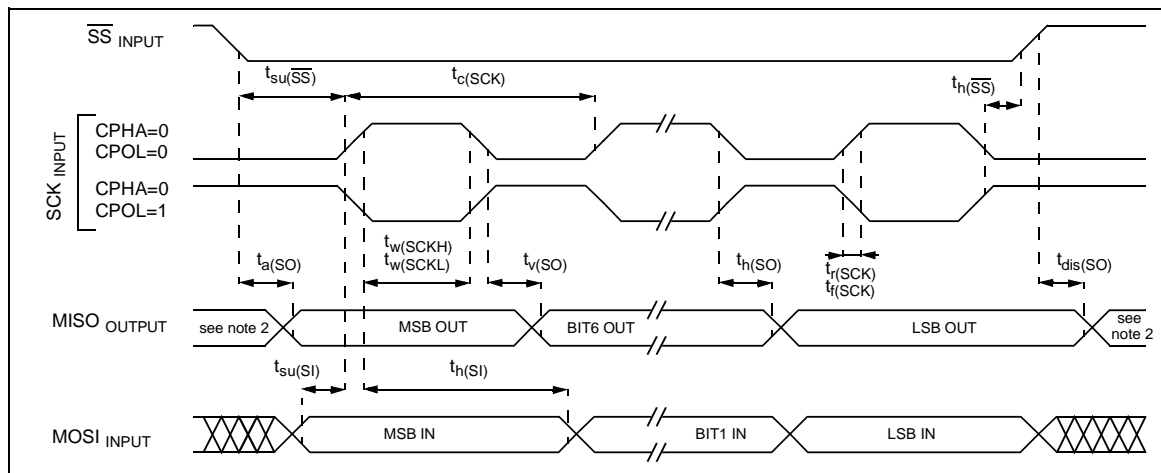 SS INPUT
tsu(SS)
tc(SCK)
th(SS)
SCK INPUT
CPHA=0
CPOL=0
CPHA=0
CPOL=1
ta(SO)
tw(SCKH)
tw(SCKL)
tv(SO)
th(SO)
tr(SCK)
tf(SCK)
tdis(SO)
MISO OUTPUT
see note 2
MSB OUT
BIT6 OUT
LSB OUT
see
note 2
tsu(SI)
th(SI)
MOSI INPUT
MSB IN
BIT1 IN
LSB IN